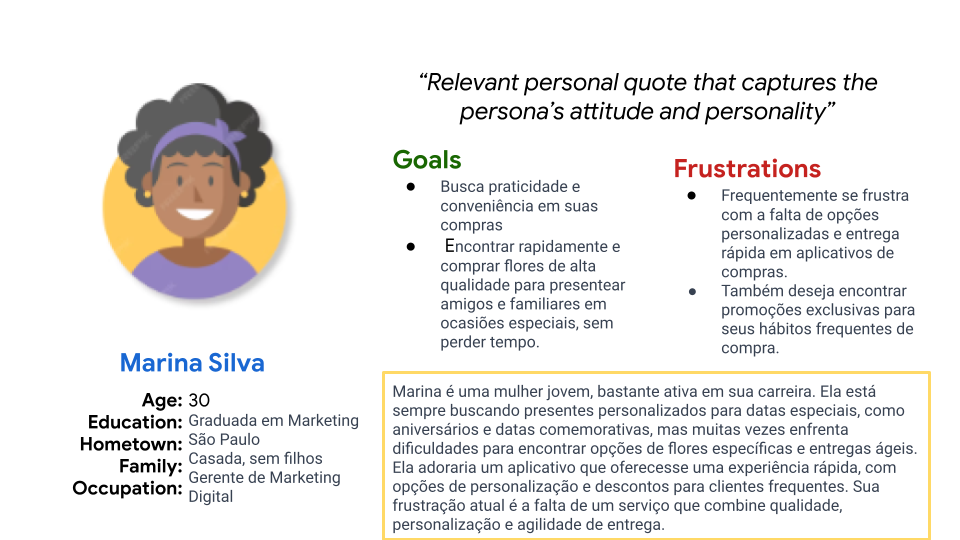 “Relevant personal quote that captures the
persona’s attitude and personality”
Goals
● Busca praticidade e
conveniência em suas
compras
● Encontrar rapidamente e
comprar flores de alta
qualidade para presentear
amigos e familiares em
ocasiões especiais, sem
perder tempo.
Frustrations
● Frequentemente se frustra
com a falta de opções
personalizadas e entrega
rápida em aplicativos de
compras.
● Também deseja encontrar
promoções exclusivas para
seus hábitos frequentes de
compra.
Marina Silva
Age: 30
Education: Graduada em Marketing
Hometown: São Paulo
Family: Casada, sem filhos
Occupation: Gerente de Marketing
Digital
Marina é uma mulher jovem, bastante ativa em sua carreira. Ela está
sempre buscando presentes personalizados para datas especiais, como
aniversários e datas comemorativas, mas muitas vezes enfrenta
dificuldades para encontrar opções de flores específicas e entregas ágeis.
Ela adoraria um aplicativo que oferecesse uma experiência rápida, com
opções de personalização e descontos para clientes frequentes. Sua
frustração atual é a falta de um serviço que combine qualidade,
personalização e agilidade de entrega.